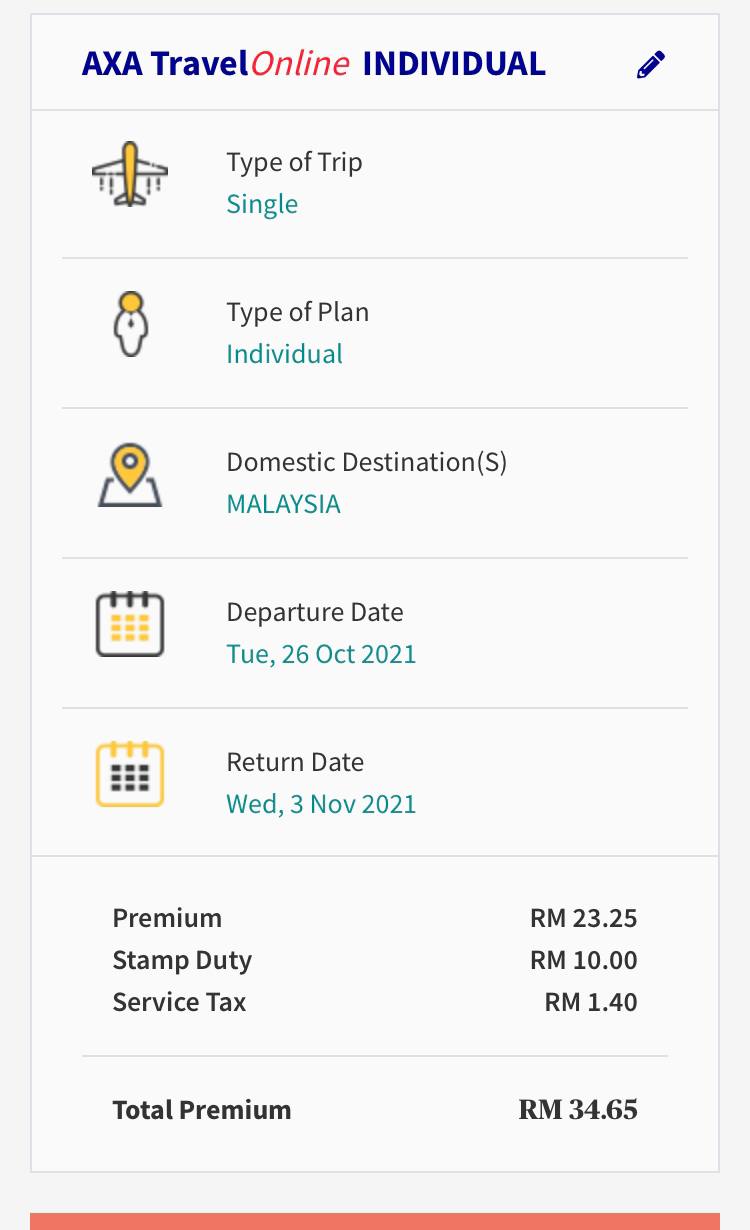 AXA TravelOnline INDIVIDUAL
Type of Trip
Single
Type of Plan
Individual
Domestic Destination(S)
MALAYSIA
Departure Date
Tue, 26 Oct 2021
Return Date
Wed, 3 Nov 2021
Premium RM 23.25
Stamp Duty RM 10.00
Service Tax RM 1.40
Total Premium RM 34.65